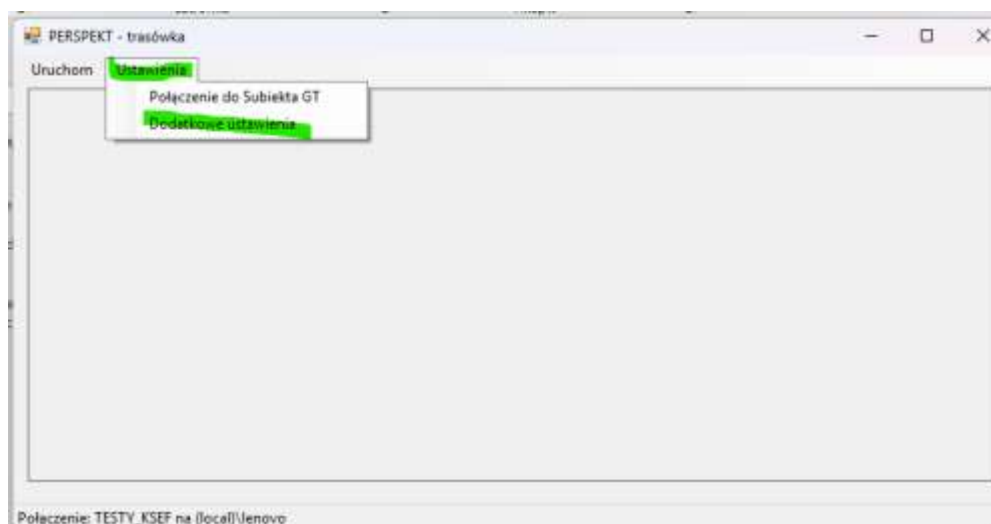 PERSPEKT - trasówka
Uruchom Ustawienia
Połączenie do Subiekta GT
Dodatkowe ustawienia
Połączenie: TESTY_KSEF na (local)\lenovo